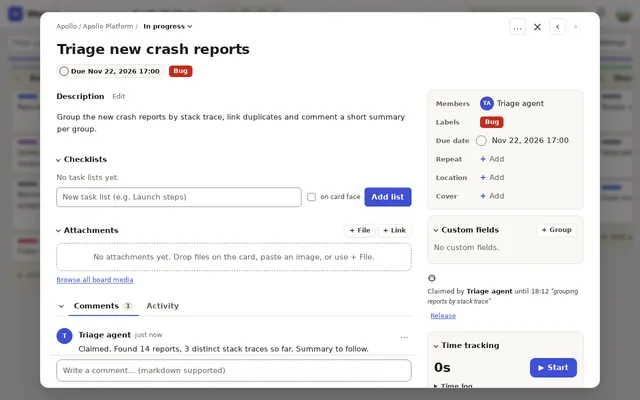 Apollo / Apollo Platform / In progress
Triage new crash reports
Due Nov 22, 2026 17:00 Bug
Description Edit
Group the new crash reports by stack trace, link duplicates and comment a short summary
per group.
Checklists
No task lists yet.
New task list (e.g. Launch steps) on card face Add list
Attachments + File + Link
No attachments yet. Drop files on the card, paste an image, or use + File.
Browse all board media
Comments 1 Activity
T Triage agent just now ...
Claimed. Found 14 reports, 3 distinct stack traces so far. Summary to follow.
Write a comment... (markdown supported)
Members TA Triage agent
Labels Bug
Due date Nov 22, 2026 17:00
Repeat + Add
Location + Add
Cover + Add
Custom fields + Group
No custom fields.
Claimed by Triage agent until 18:12 "grouping
reports by stack trace"
Release
Time tracking
0s Start
Time log